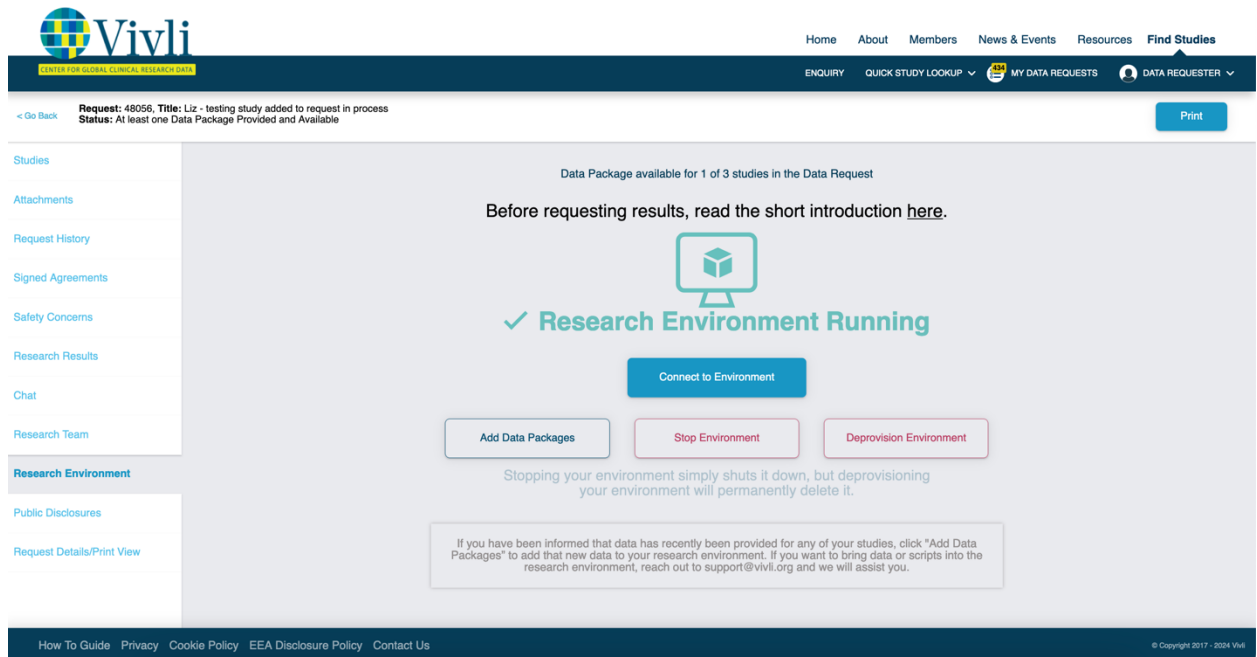 Vivli
CENTER FOR GLOBAL CLINICAL RESEARCH DATA
Home About Members News & Events Resources Find Studies
ENQUIRY QUICK STUDY LOOKUP 434 MY DATA REQUESTS DATA REQUESTER
< Go Back
Request: 48056, Title: Liz - testing study added to request in process
Status: At least one Data Package Provided and Available
Print
Studies
Attachments
Request History
Signed Agreements
Safety Concerns
Research Results
Chat
Research Team
Research Environment
Public Disclosures
Request Details/Print View
Data Package available for 1 of 3 studies in the Data Request
Before requesting results, read the short introduction here.
Research Environment Running
Connect to Environment
Add Data Packages Stop Environment Deprovision Environment
Stopping your environment simply shuts it down, but deprovisioning
your environment will permanently delete it.
If you have been informed that data has recently been provided for any of your studies, click "Add Data
Packages" to add that new data to your research environment. If you want to bring data or scripts into the
research environment, reach out to support@vivli.org and we will assist you.
How To Guide Privacy Cookie Policy EEA Disclosure Policy Contact Us
© Copyright 2017 - 2024 Vivli